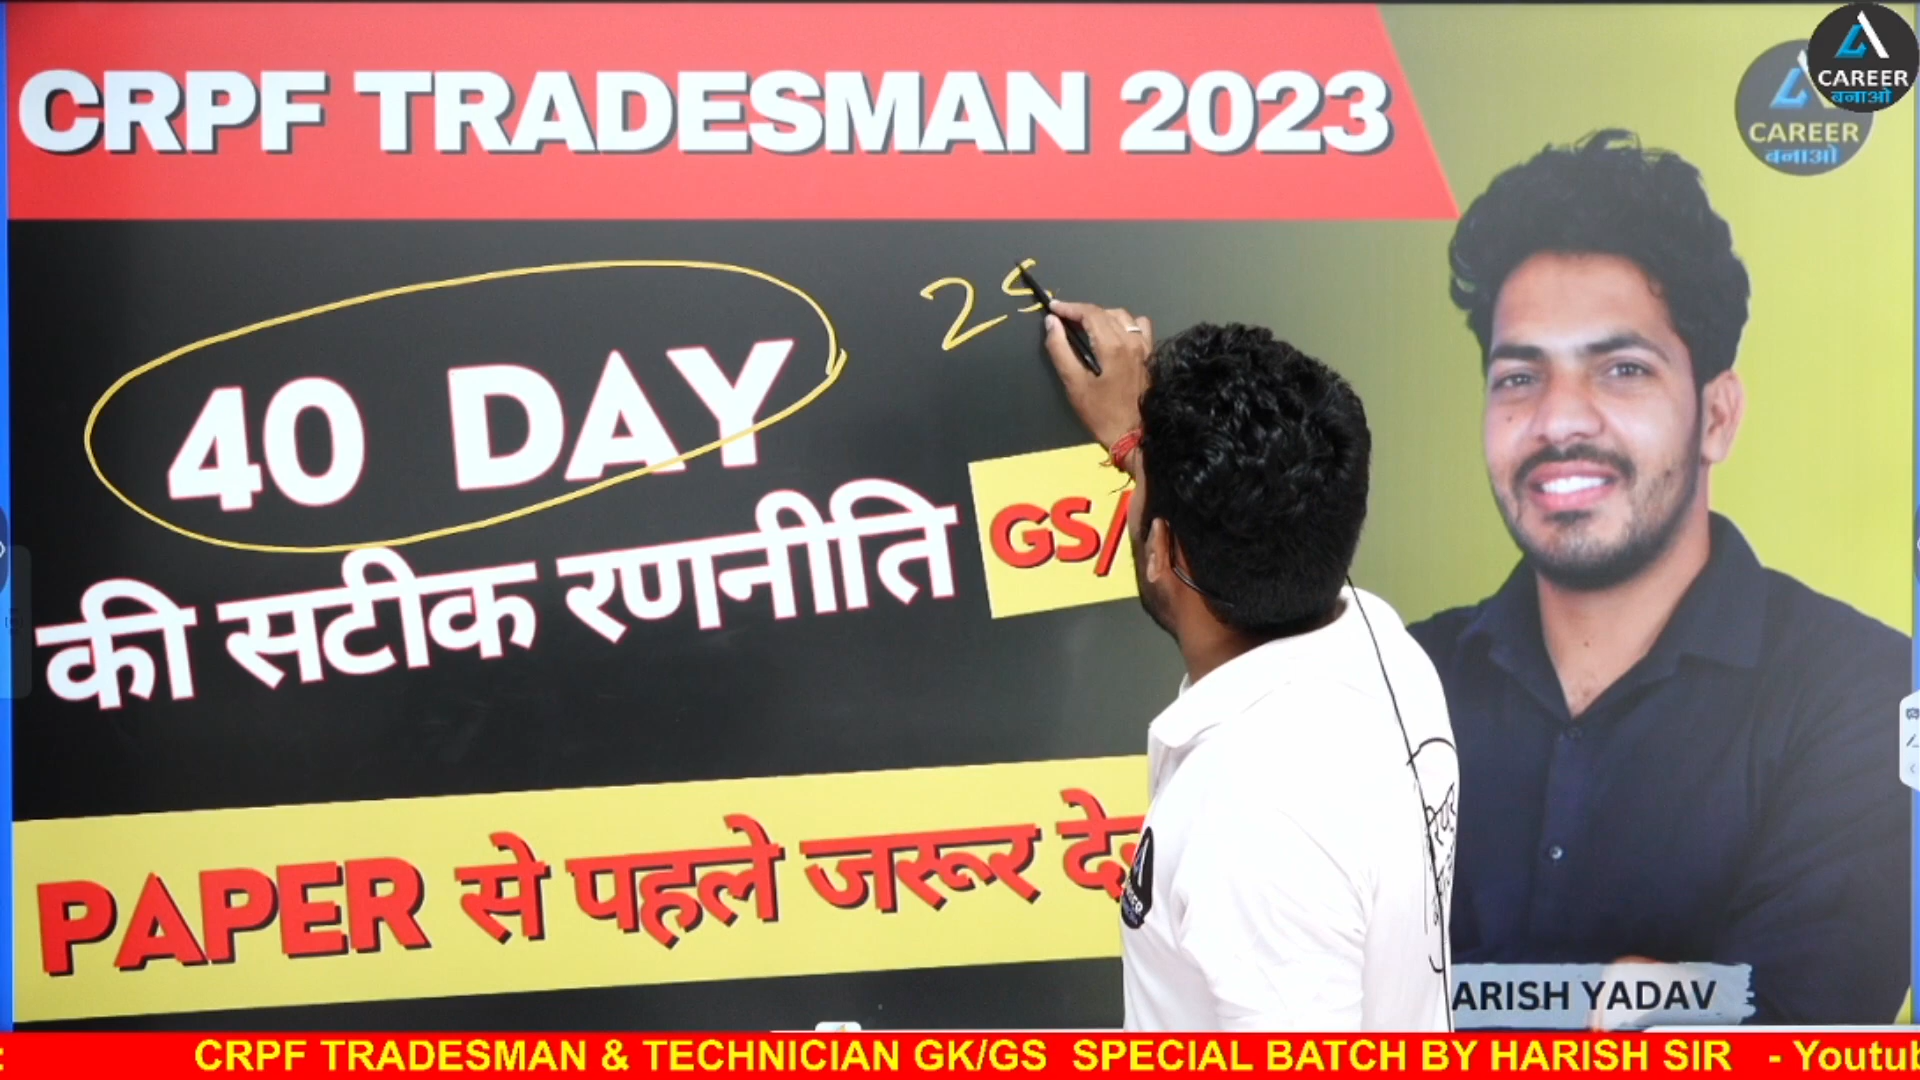 CRPF TRADESMAN 2023
CAREER
बनाओ
CAREER
बनाओ
25
40 DAY
की सटीक रणनीति
GS/
PAPER से पहले जरूर
ARISH YADAV
CRPF TRADESMAN & TECHNICIAN GK/GS SPECIAL BATCH BY HARISH SIR - Youtub